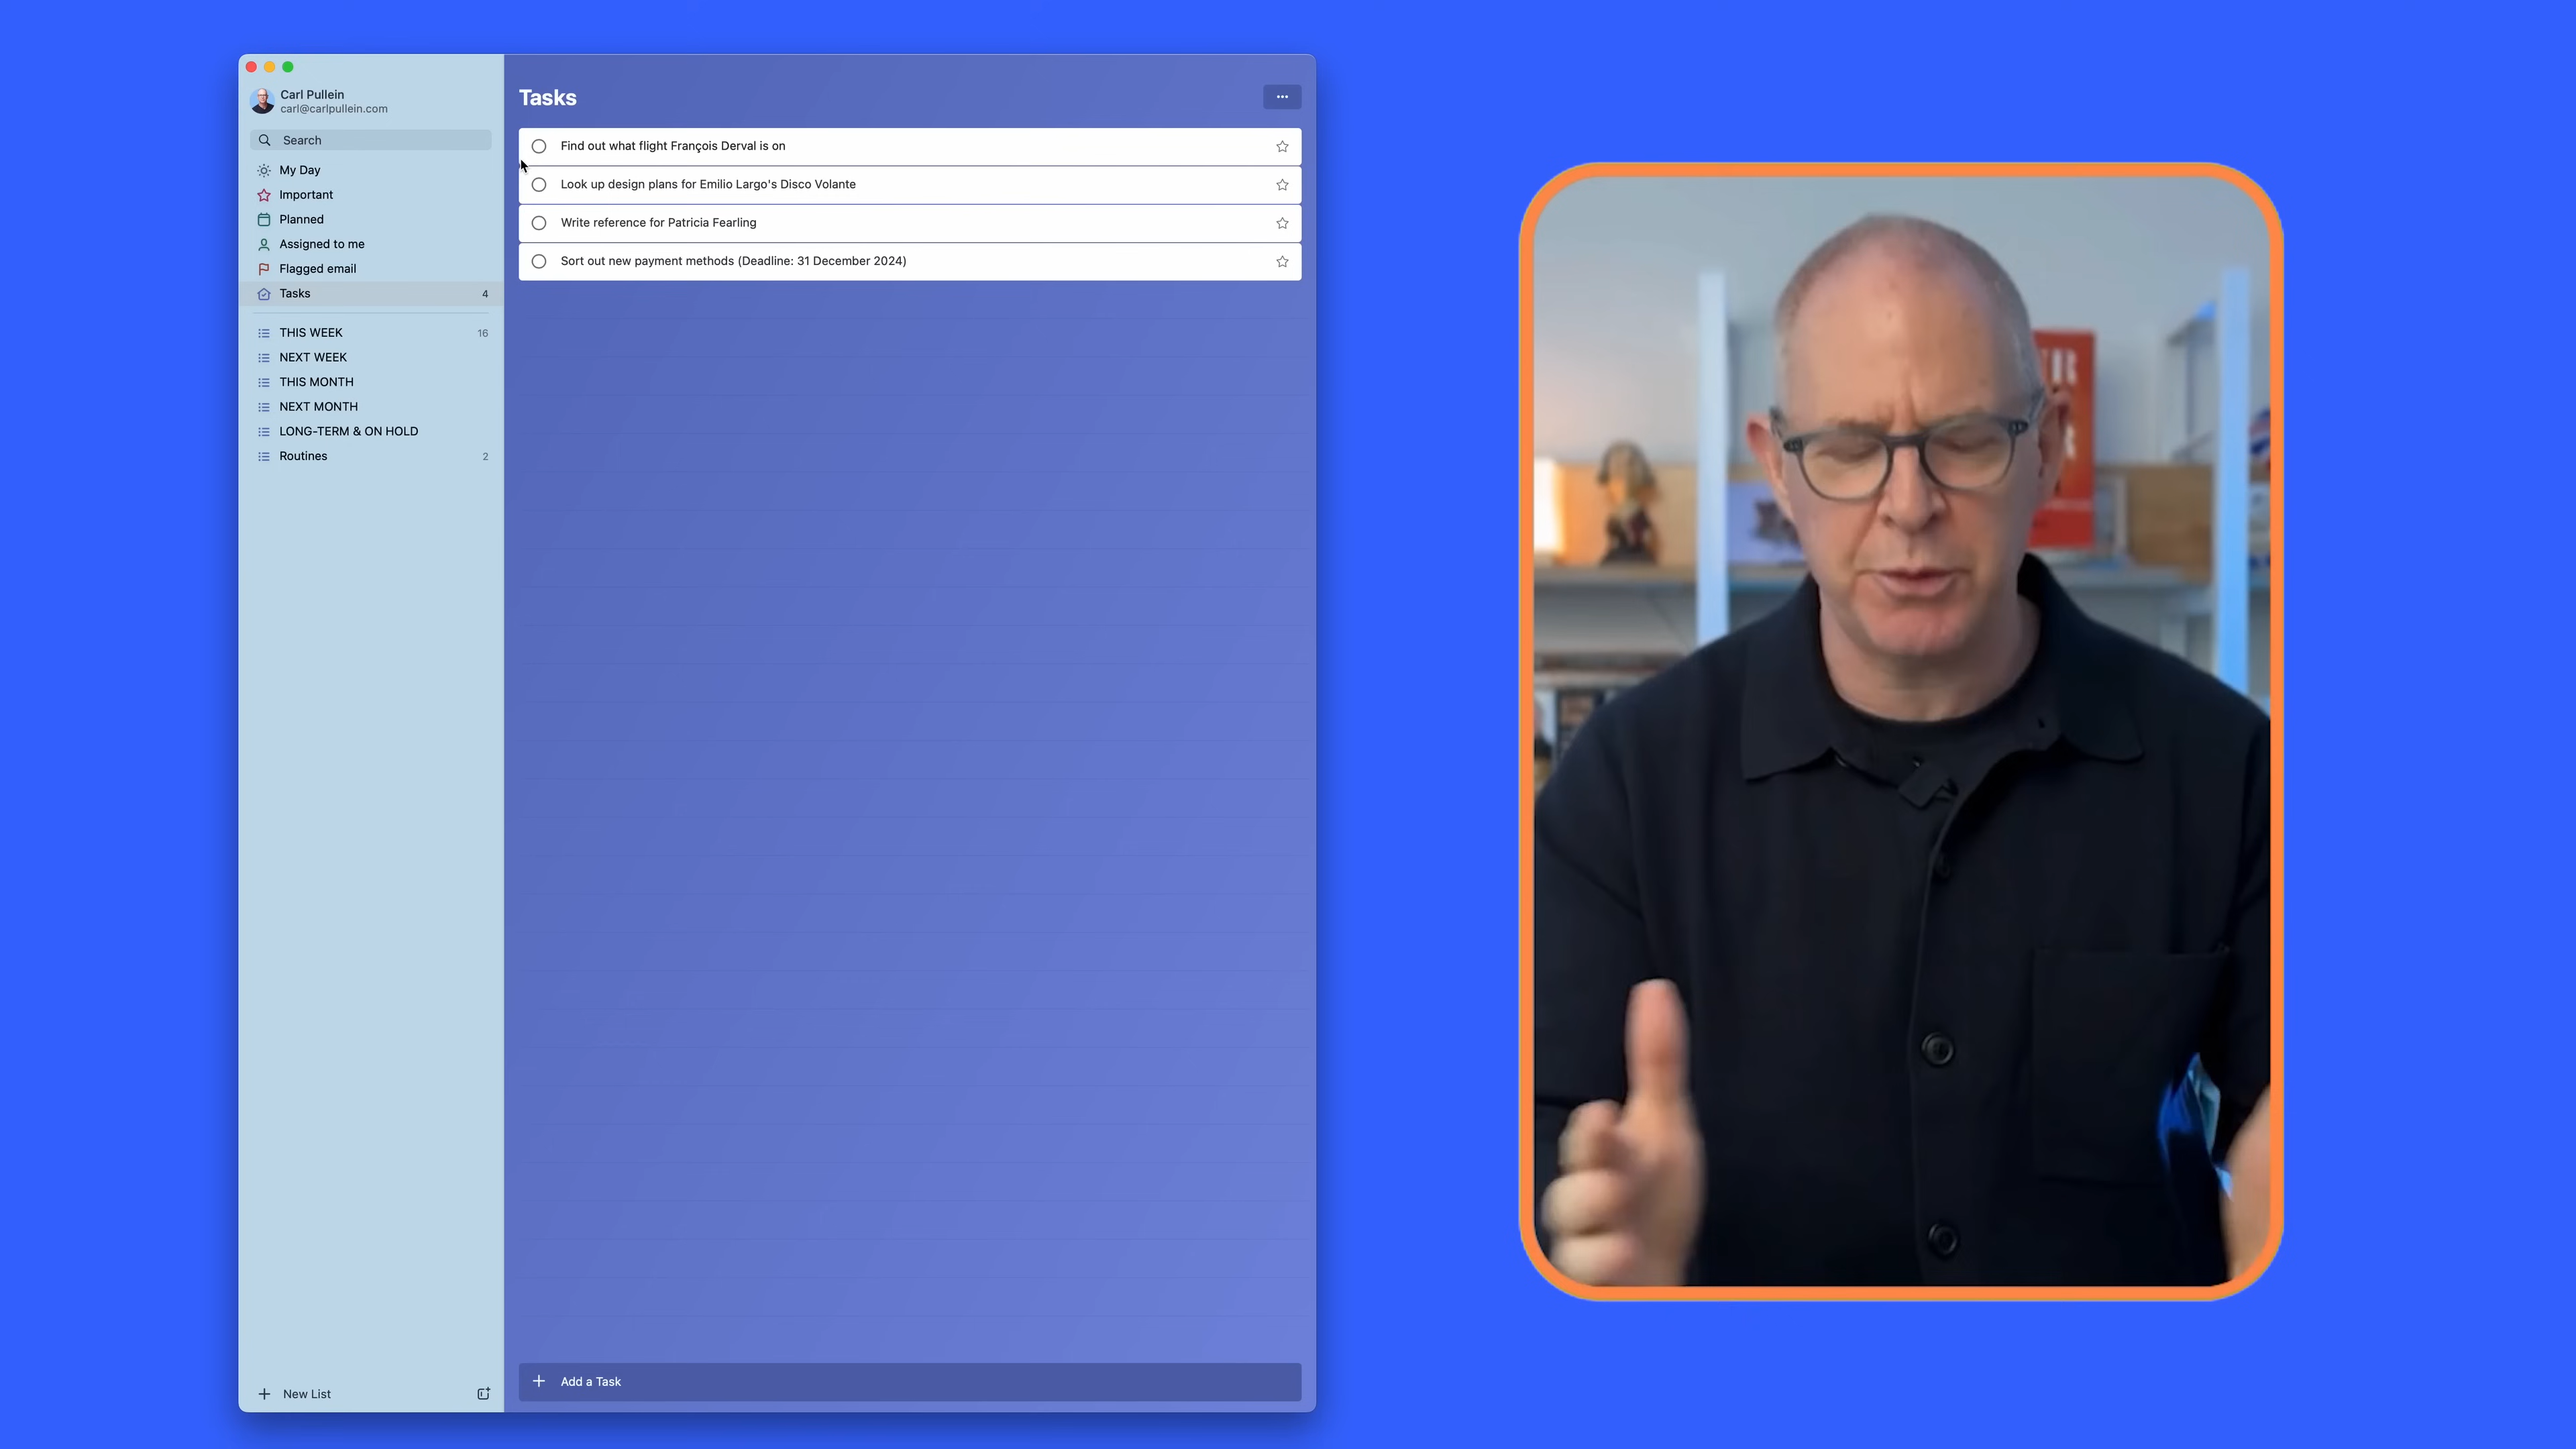 Carl Pullein
carl@carlpullein.com
Search
My Day
Important
Planned
Assigned to me
Flagged email
Tasks 4
THIS WEEK 16
NEXT WEEK
THIS MONTH
NEXT MONTH
LONG-TERM & ON HOLD
Routines 2
New List
Tasks
Find out what flight François Derval is on
Look up design plans for Emilio Largo's Disco Volante
Write reference for Patricia Fearling
Sort out new payment methods (Deadline: 31 December 2024)
Add a Task